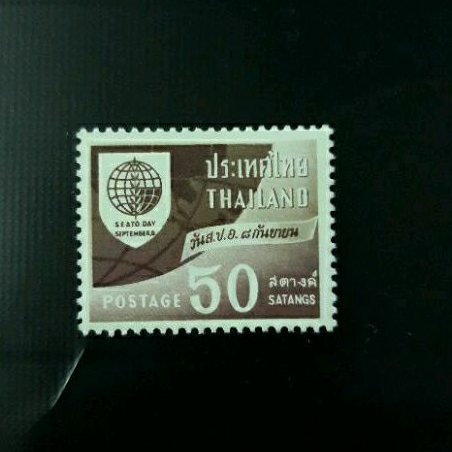 ประเทศไทย
THAILAND
SEATO DAY
SEPTEMBER 8
วันส.ป.อ. ๘ กันยายน
POSTAGE 50 สตางค์
SATANGS